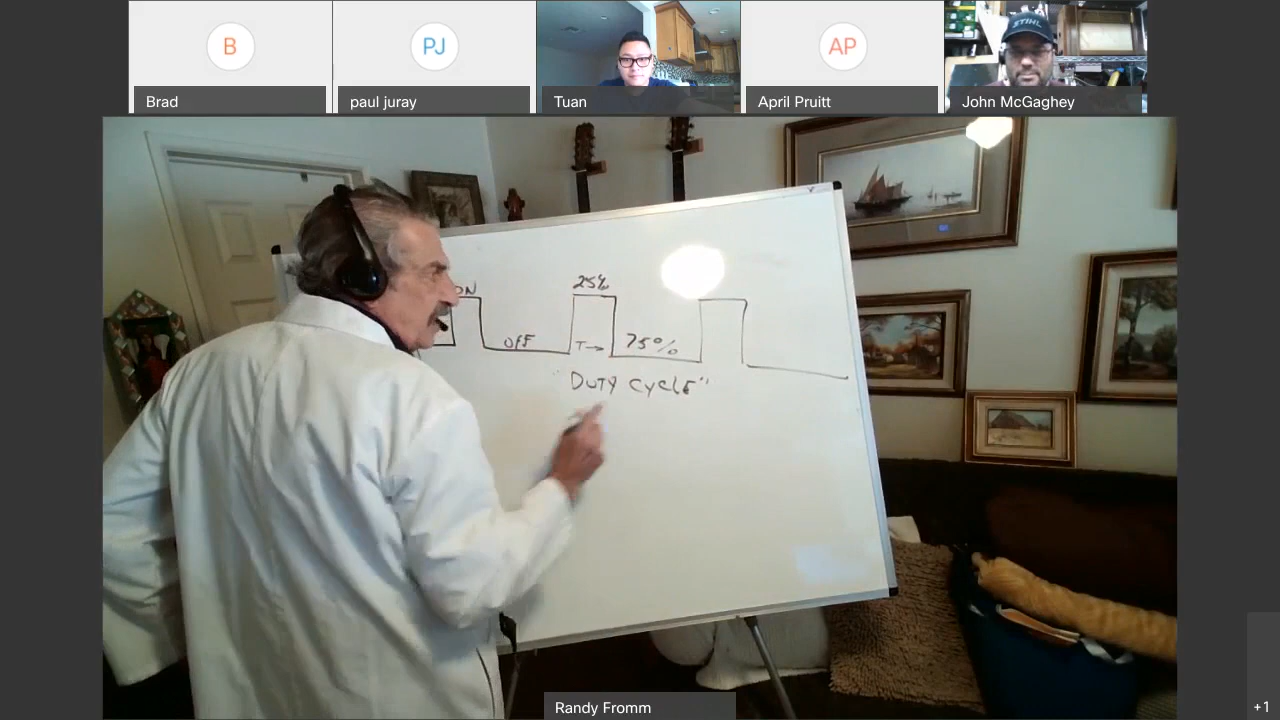 B
PJ
AP
STIHL
Brad
paul juray
Tuan
April Pruitt
John McGaghey
ON
25%
OFF
T→
75%
"DUTY CYCLE"
Randy Fromm
+1